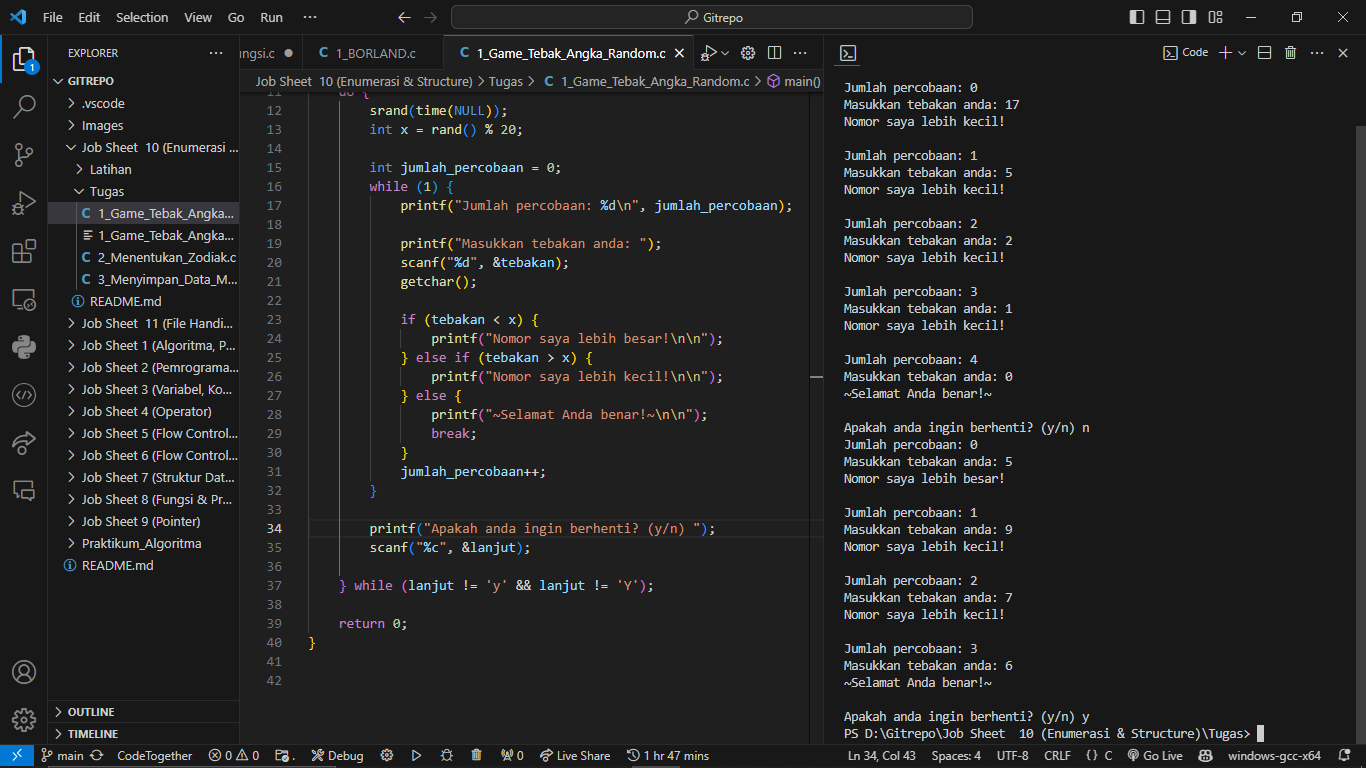 File Edit Selection View Go Run ··· Gitrepo
EXPLORER ···
GITREPO
.vscode
Images
Job Sheet  10 (Enumerasi ...
Latihan
Tugas
1_Game_Tebak_Angka...
1_Game_Tebak_Angka...
2_Menentukan_Zodiak.c
3_Menyimpan_Data_M...
README.md
Job Sheet  11 (File Handi...
Job Sheet 1 (Algoritma, P...
Job Sheet 2 (Pemrograma...
Job Sheet 3 (Variabel, Ko...
Job Sheet 4 (Operator)
Job Sheet 5 (Flow Control...
Job Sheet 6 (Flow Control...
Job Sheet 7 (Struktur Dat...
Job Sheet 8 (Fungsi & Pr...
Job Sheet 9 (Pointer)
Praktikum_Algoritma
README.md
OUTLINE
TIMELINE
1
ngsi.c 1_BORLAND.c 1_Game_Tebak_Angka_Random.c
Job Sheet  10 (Enumerasi & Structure) > Tugas > C 1_Game_Tebak_Angka_Random.c > main()
11 do {
12 srand(time(NULL));
13 int x = rand() % 20;
14
15 int jumlah_percobaan = 0;
16 while (1) {
17 printf("Jumlah percobaan: %d\n", jumlah_percobaan);
18
19 printf("Masukkan tebakan anda: ");
20 scanf("%d", &tebakan);
21 getchar();
22
23 if (tebakan < x) {
24 printf("Nomor saya lebih besar!\n\n");
25 } else if (tebakan > x) {
26 printf("Nomor saya lebih kecil!\n\n");
27 } else {
28 printf("~Selamat Anda benar!~\n\n");
29 break;
30 }
31 jumlah_percobaan++;
32 }
33
34 printf("Apakah anda ingin berhenti? (y/n) ");
35 scanf("%c", &lanjut);
36
37 } while (lanjut != 'y' && lanjut != 'Y');
38
39 return 0;
40 }
41
42
Code
Jumlah percobaan: 0
Masukkan tebakan anda: 17
Nomor saya lebih kecil!
Jumlah percobaan: 1
Masukkan tebakan anda: 5
Nomor saya lebih kecil!
Jumlah percobaan: 2
Masukkan tebakan anda: 2
Nomor saya lebih kecil!
Jumlah percobaan: 3
Masukkan tebakan anda: 1
Nomor saya lebih kecil!
Jumlah percobaan: 4
Masukkan tebakan anda: 0
~Selamat Anda benar!~
Apakah anda ingin berhenti? (y/n) n
Jumlah percobaan: 0
Masukkan tebakan anda: 5
Nomor saya lebih besar!
Jumlah percobaan: 1
Masukkan tebakan anda: 9
Nomor saya lebih kecil!
Jumlah percobaan: 2
Masukkan tebakan anda: 7
Nomor saya lebih kecil!
Jumlah percobaan: 3
Masukkan tebakan anda: 6
~Selamat Anda benar!~
Apakah anda ingin berhenti? (y/n) y
PS D:\Gitrepo\Job Sheet  10 (Enumerasi & Structure)\Tugas>
main CodeTogether 0 0 Debug 0 Live Share 1 hr 47 mins Ln 34, Col 43 Spaces: 4 UTF-8 CRLF {} C Go Live windows-gcc-x64